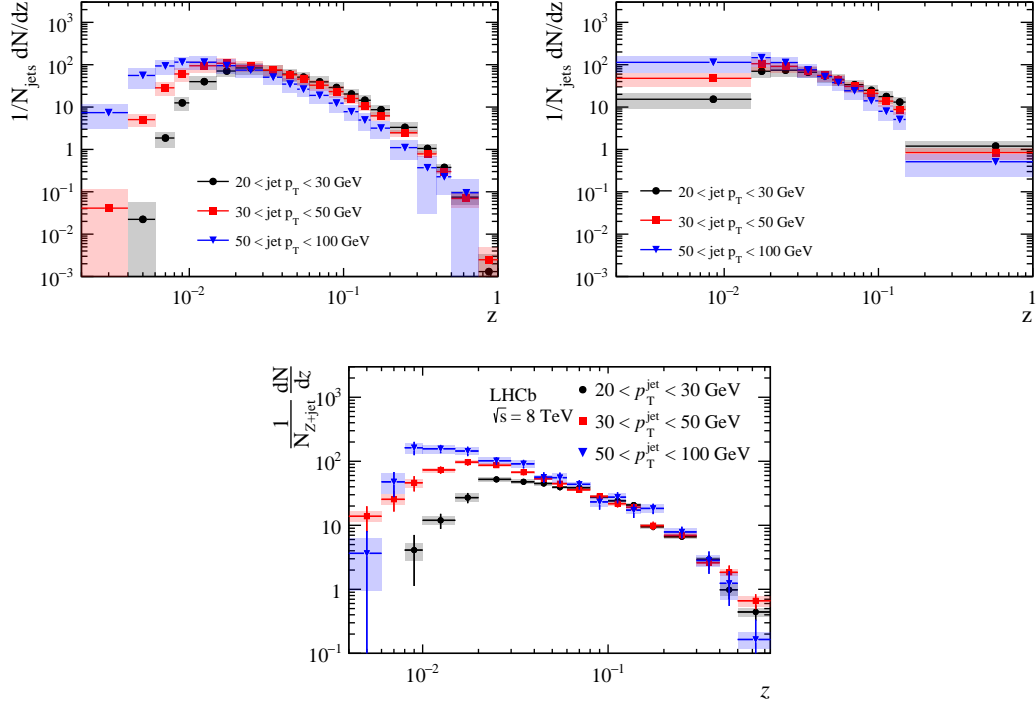 1/N_jets dN/dz
10³
10²
10
1
10⁻¹
10⁻²
10⁻³
20 < jet p_T < 30 GeV
30 < jet p_T < 50 GeV
50 < jet p_T < 100 GeV
10⁻² 10⁻¹ 1
z
1/N_jets dN/dz
10³
10²
10
1
10⁻¹
10⁻²
10⁻³
20 < jet p_T < 30 GeV
30 < jet p_T < 50 GeV
50 < jet p_T < 100 GeV
10⁻² 10⁻¹ 1
z
1/N_Z+jet dN/dz
10³
10²
10
1
10⁻¹
LHCb
√s = 8 TeV
20 < p_T^jet < 30 GeV
30 < p_T^jet < 50 GeV
50 < p_T^jet < 100 GeV
10⁻² 10⁻¹
z